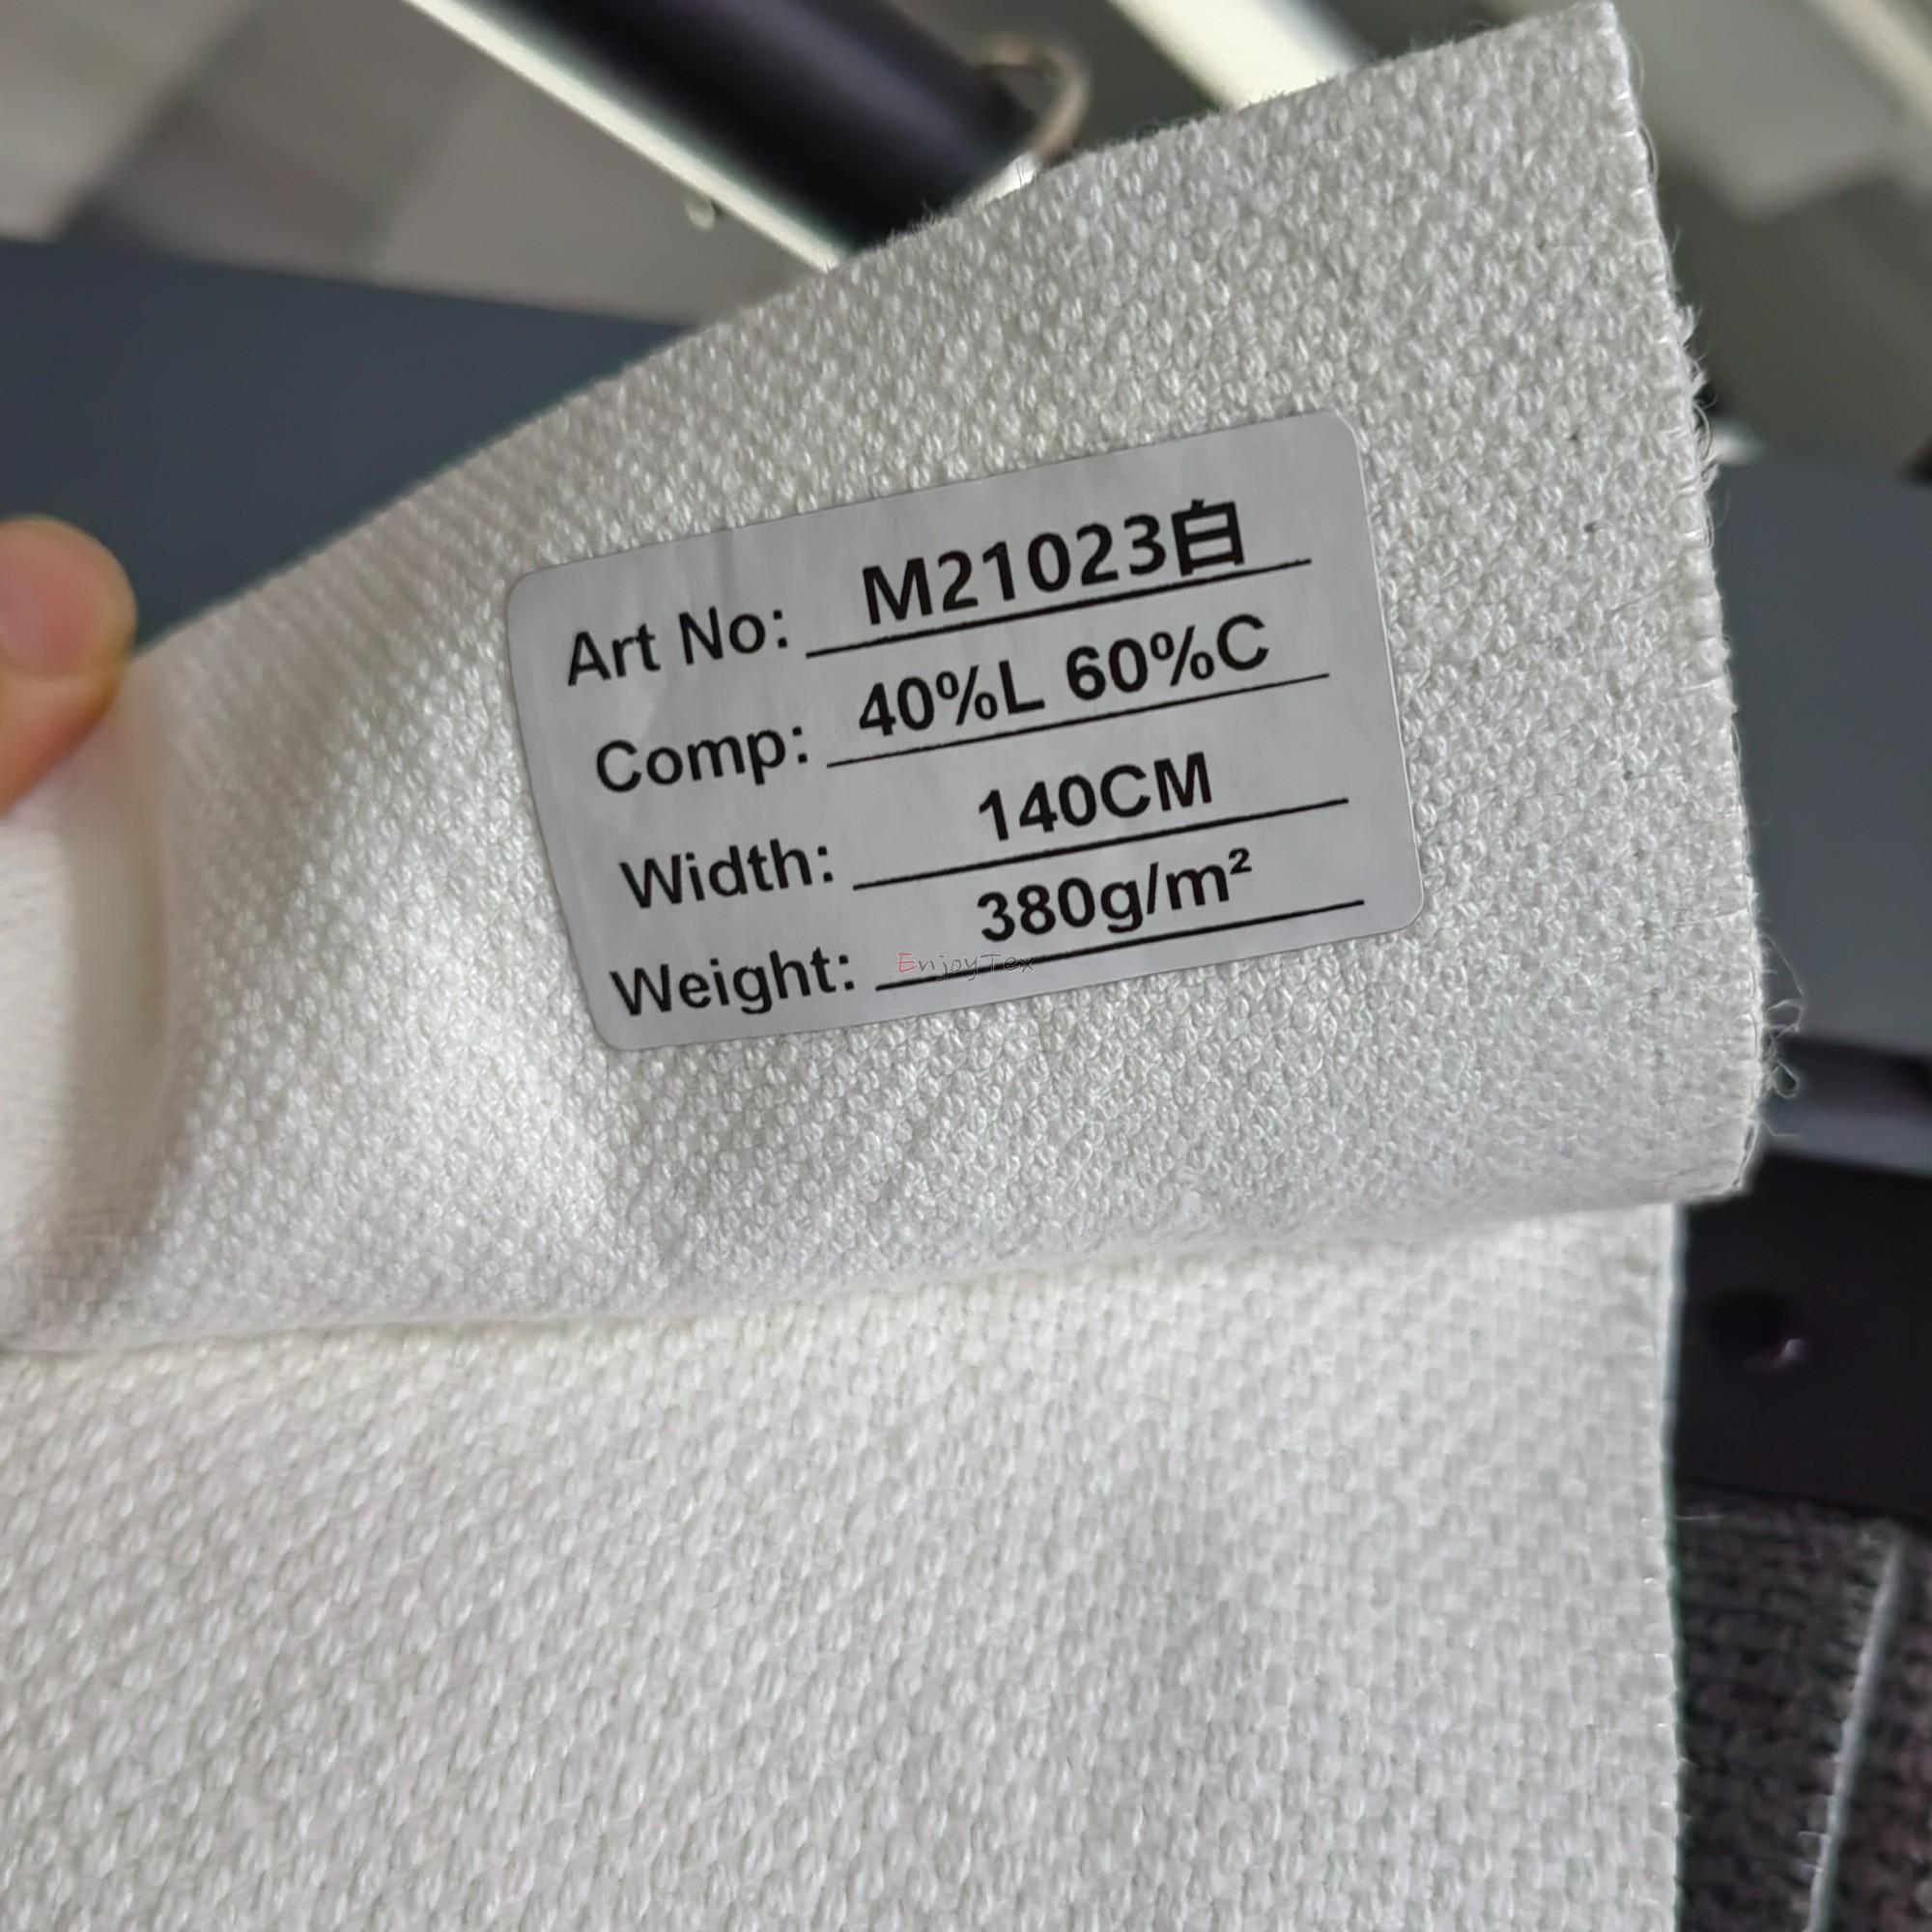 Art No: M21023白
Comp: 40%L 60%C
Width: 140CM
Weight: 380g/m²
EnjoyTex